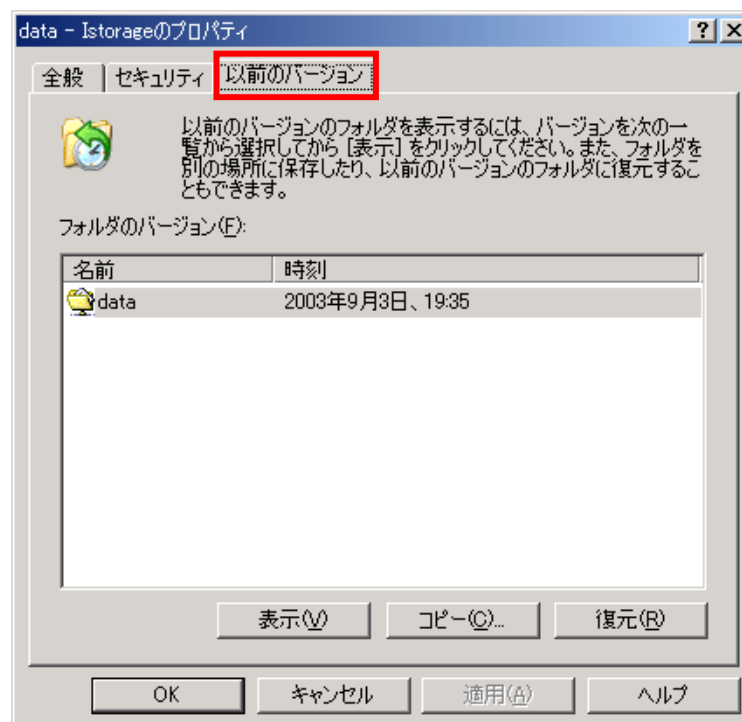 data - Istorageのプロパティ
全般 セキュリティ 以前のバージョン
以前のバージョンのフォルダを表示するには、バージョンを次の一
覧から選択してから [表示] をクリックしてください。また、フォルダを
別の場所に保存したり、以前のバージョンのフォルダに復元するこ
ともできます。
フォルダのバージョン(F):
名前 時刻
data 2003年9月3日、19:35
表示(V) コピー(C)... 復元(R)
OK キャンセル 適用(A) ヘルプ